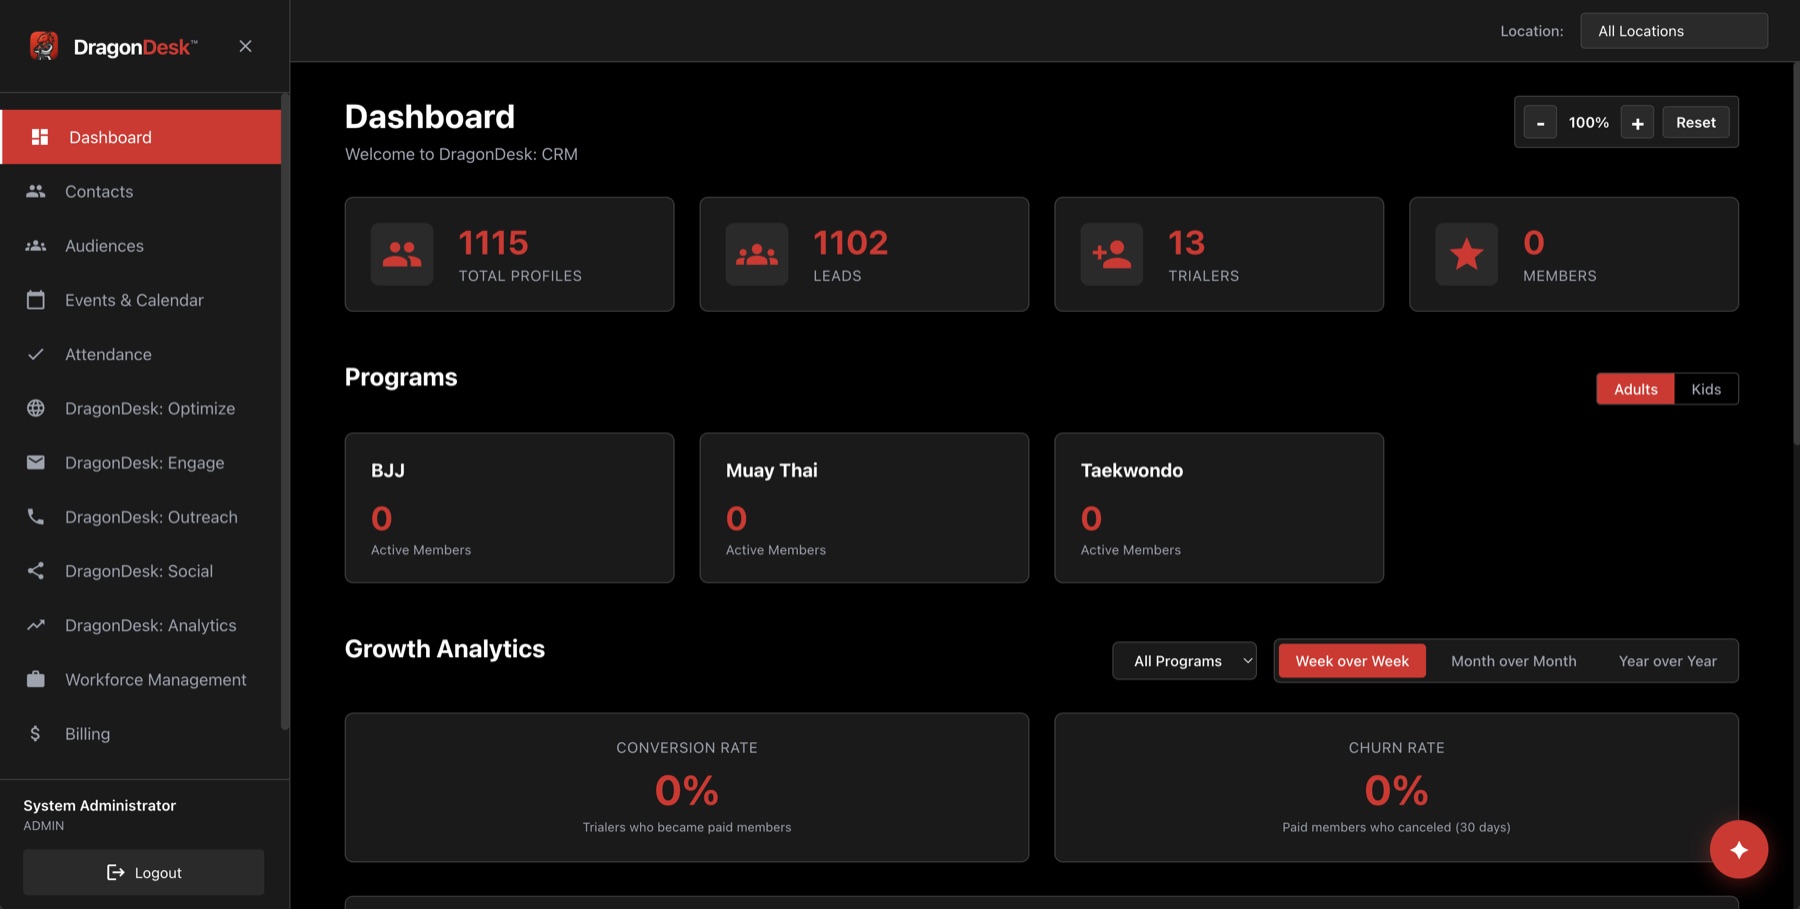 DragonDesk™
Dashboard
Contacts
Audiences
Events & Calendar
Attendance
DragonDesk: Optimize
DragonDesk: Engage
DragonDesk: Outreach
DragonDesk: Social
DragonDesk: Analytics
Workforce Management
Billing
System Administrator
ADMIN
Logout
Location: All Locations
Dashboard
Welcome to DragonDesk: CRM
- 100% + Reset
1115
TOTAL PROFILES
1102
LEADS
13
TRIALERS
0
MEMBERS
Programs
Adults Kids
BJJ
0
Active Members
Muay Thai
0
Active Members
Taekwondo
0
Active Members
Growth Analytics
All Programs
Week over Week Month over Month Year over Year
CONVERSION RATE
0%
Trialers who became paid members
CHURN RATE
0%
Paid members who canceled (30 days)